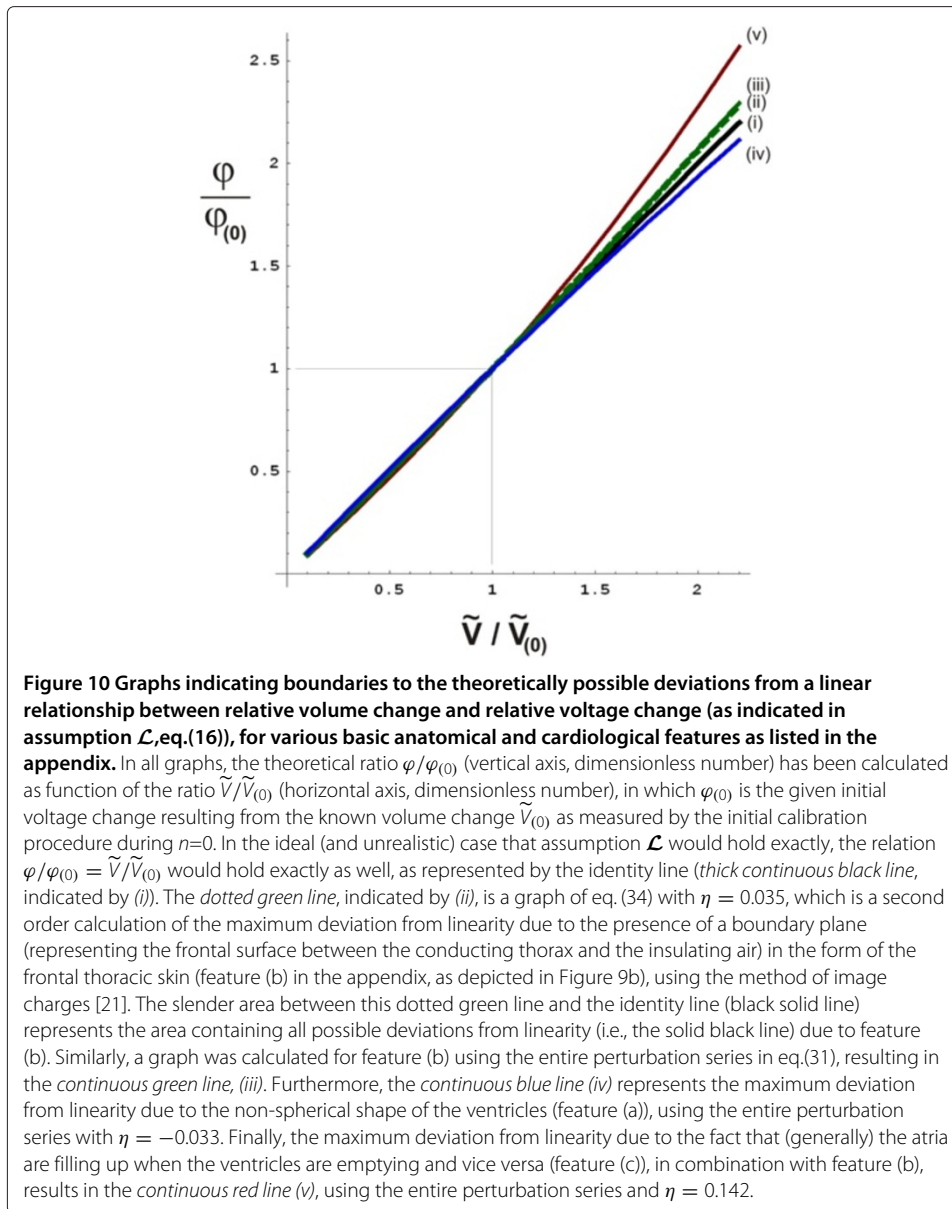 (v)
2.5
(iii)
(ii)
(i)
(iv)
2
φ
φ(0)
1.5
1
0.5
0.5 1 1.5 2
Ṽ / Ṽ(0)
Figure 10 Graphs indicating boundaries to the theoretically possible deviations from a linear
relationship between relative volume change and relative voltage change (as indicated in
assumption 𝓛,eq.(16)), for various basic anatomical and cardiological features as listed in the
appendix. In all graphs, the theoretical ratio φ/φ(0) (vertical axis, dimensionless number) has been calculated
as function of the ratio Ṽ/Ṽ(0) (horizontal axis, dimensionless number), in which φ(0) is the given initial
voltage change resulting from the known volume change Ṽ(0) as measured by the initial calibration
procedure during n=0. In the ideal (and unrealistic) case that assumption 𝓛 would hold exactly, the relation
φ/φ(0) = Ṽ/Ṽ(0) would hold exactly as well, as represented by the identity line (thick continuous black line,
indicated by (i)). The dotted green line, indicated by (ii), is a graph of eq. (34) with η = 0.035, which is a second
order calculation of the maximum deviation from linearity due to the presence of a boundary plane
(representing the frontal surface between the conducting thorax and the insulating air) in the form of the
frontal thoracic skin (feature (b) in the appendix, as depicted in Figure 9b), using the method of image
charges [21]. The slender area between this dotted green line and the identity line (black solid line)
represents the area containing all possible deviations from linearity (i.e., the solid black line) due to feature
(b). Similarly, a graph was calculated for feature (b) using the entire perturbation series in eq.(31), resulting in
the continuous green line, (iii). Furthermore, the continuous blue line (iv) represents the maximum deviation
from linearity due to the non-spherical shape of the ventricles (feature (a)), using the entire perturbation
series with η = −0.033. Finally, the maximum deviation from linearity due to the fact that (generally) the atria
are filling up when the ventricles are emptying and vice versa (feature (c)), in combination with feature (b),
results in the continuous red line (v), using the entire perturbation series and η = 0.142.